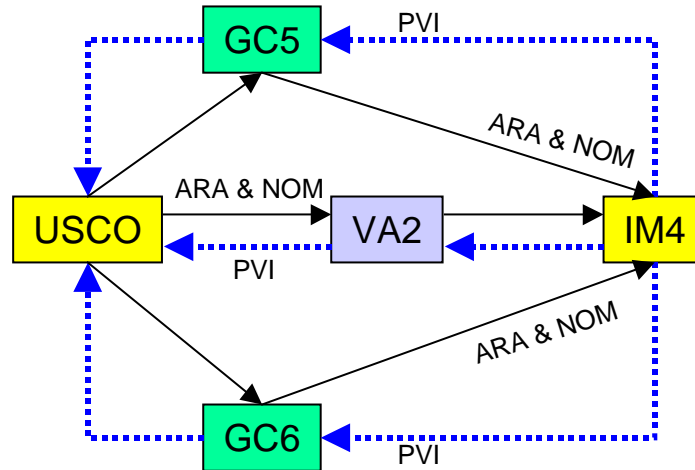 GC5
PVI
ARA & NOM
ARA & NOM
USCO
VA2
IM4
PVI
ARA & NOM
GC6
PVI